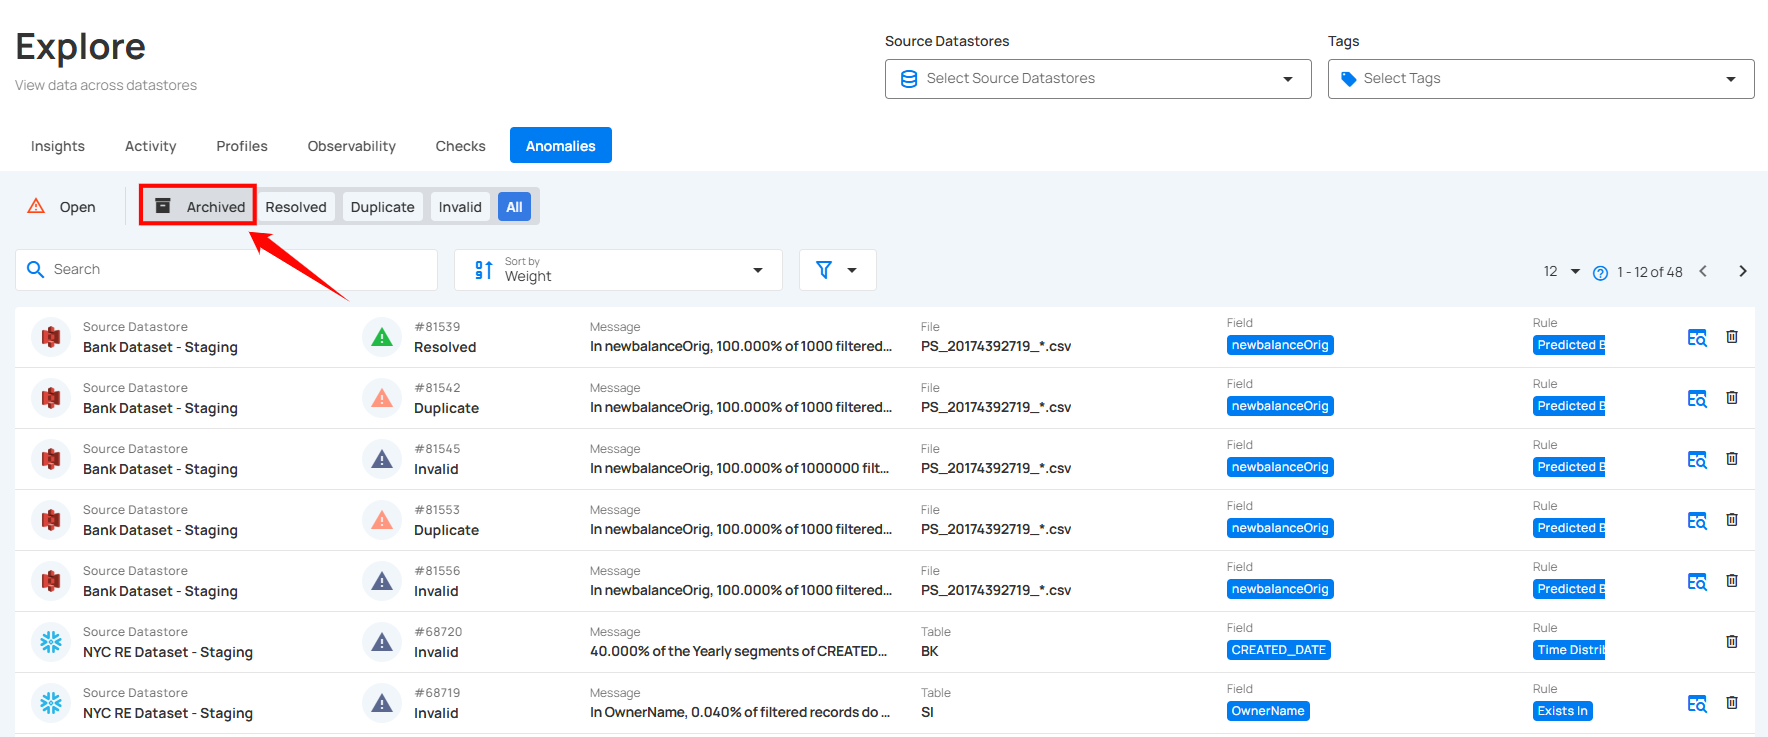 Explore
View data across datastores
Source Datastores
Select Source Datastores
Tags
Select Tags
Insights Activity Profiles Observability Checks Anomalies
Open Archived Resolved Duplicate Invalid All
Search
Sort by
Weight
12 1 - 12 of 48
Source Datastore #81539 Message File Field Rule
Bank Dataset - Staging Resolved In newbalanceOrig, 100.000% of 1000 filtered... PS_20174392719_*.csv newbalanceOrig Predicted B
Source Datastore #81542 Message File Field Rule
Bank Dataset - Staging Duplicate In newbalanceOrig, 100.000% of 1000 filtered... PS_20174392719_*.csv newbalanceOrig Predicted B
Source Datastore #81545 Message File Field Rule
Bank Dataset - Staging Invalid In newbalanceOrig, 100.000% of 1000000 filt... PS_20174392719_*.csv newbalanceOrig Predicted B
Source Datastore #81553 Message File Field Rule
Bank Dataset - Staging Duplicate In newbalanceOrig, 100.000% of 1000 filtered... PS_20174392719_*.csv newbalanceOrig Predicted B
Source Datastore #81556 Message File Field Rule
Bank Dataset - Staging Invalid In newbalanceOrig, 100.000% of 1000 filtered... PS_20174392719_*.csv newbalanceOrig Predicted B
Source Datastore #68720 Message Table Field Rule
NYC RE Dataset - Staging Invalid 40.000% of the Yearly segments of CREATED... BK CREATED_DATE Time Distrib
Source Datastore #68719 Message Table Field Rule
NYC RE Dataset - Staging Invalid In OwnerName, 0.040% of filtered records do ... SI OwnerName Exists In